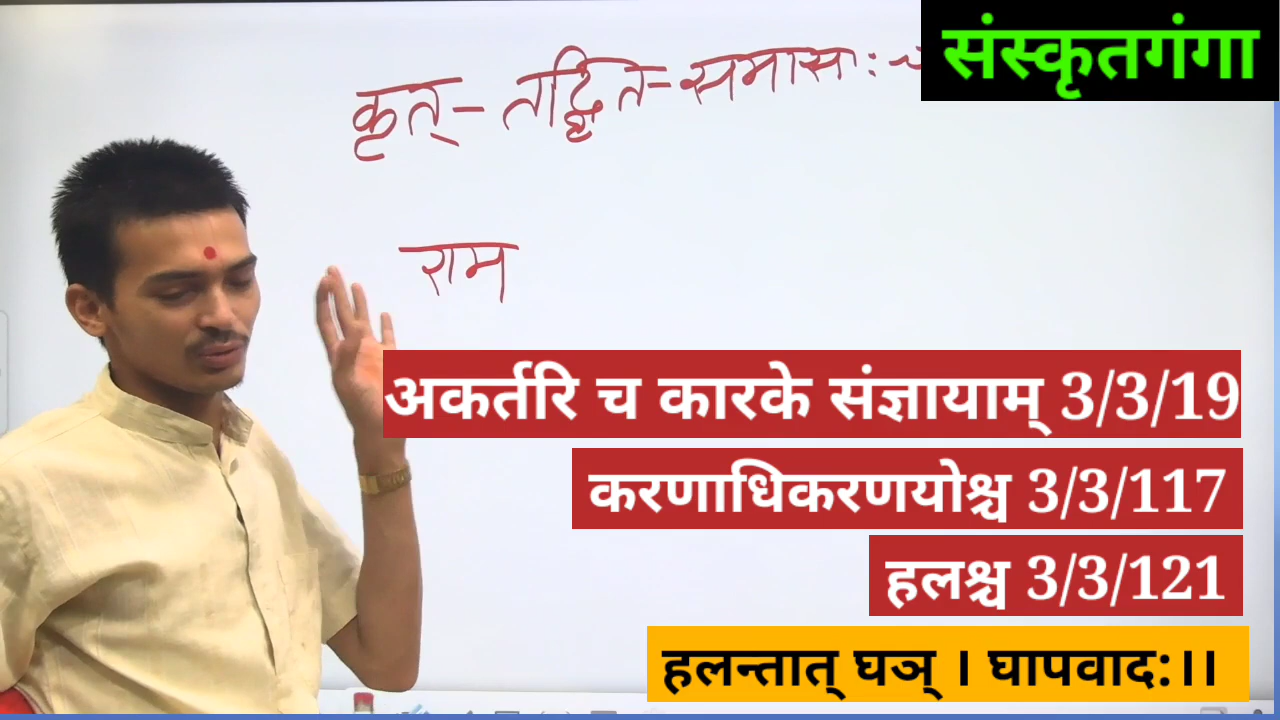 संस्कृतगंगा
कृत्-तद्धित-समासाः
राम
अकर्तरि च कारके संज्ञायाम् 3/3/19
करणाधिकरणयोश्च 3/3/117
हलश्च 3/3/121
हलन्तात् घञ् । घापवादः।।